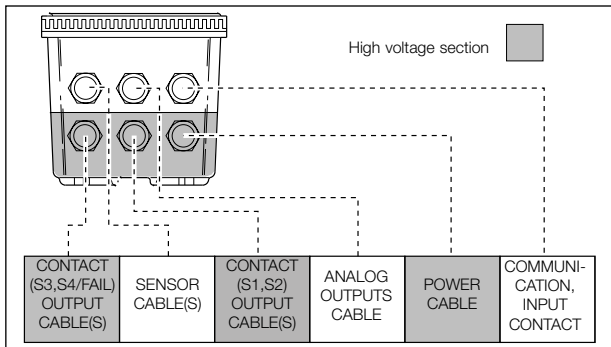 High voltage section
CONTACT
(S3,S4/FAIL)
OUTPUT
CABLE(S)
SENSOR
CABLE(S)
CONTACT
(S1,S2)
OUTPUT
CABLE(S)
ANALOG
OUTPUTS
CABLE
POWER
CABLE
COMMUNI-
CATION,
INPUT
CONTACT